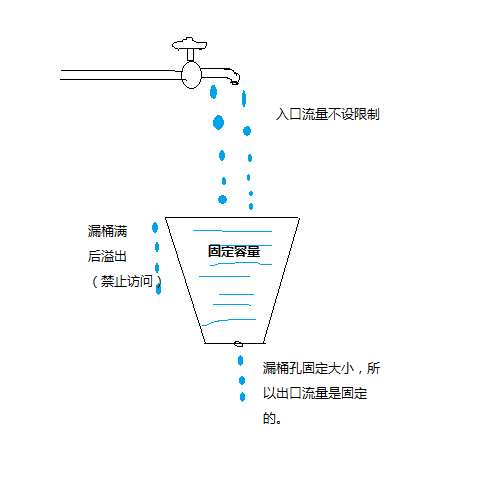 入口流量不设限制
漏桶满
后溢出
（禁止访问）
固定容量
漏桶孔固定大小，所
以出口流量是固定
的。